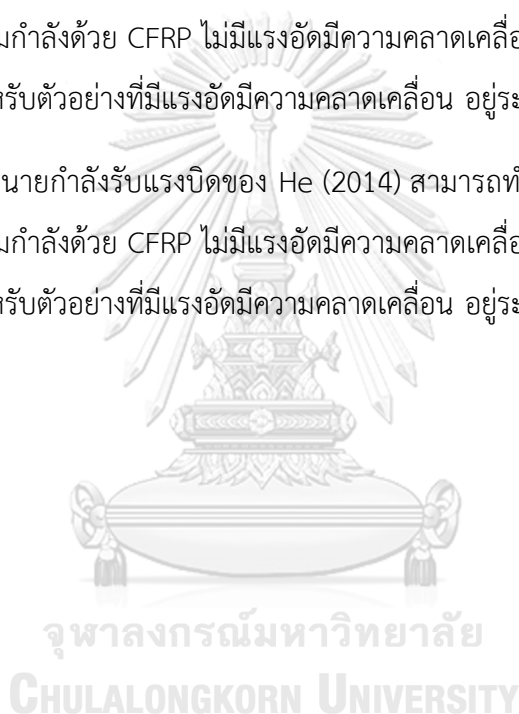 มกำลังด้วย CFRP ไม่มีแรงอัดมีความคลาดเคลื่อ
หรับตัวอย่างที่มีแรงอัดมีความคลาดเคลื่อน อยู่ระ
นายกำลังรับแรงบิดของ He (2014) สามารถทำ
มกำลังด้วย CFRP ไม่มีแรงอัดมีความคลาดเคลื่อ
หรับตัวอย่างที่มีแรงอัดมีความคลาดเคลื่อน อยู่ระ
จุฬาลงกรณ์มหาวิทยาลัย
CHULALONGKORN UNIVERSITY